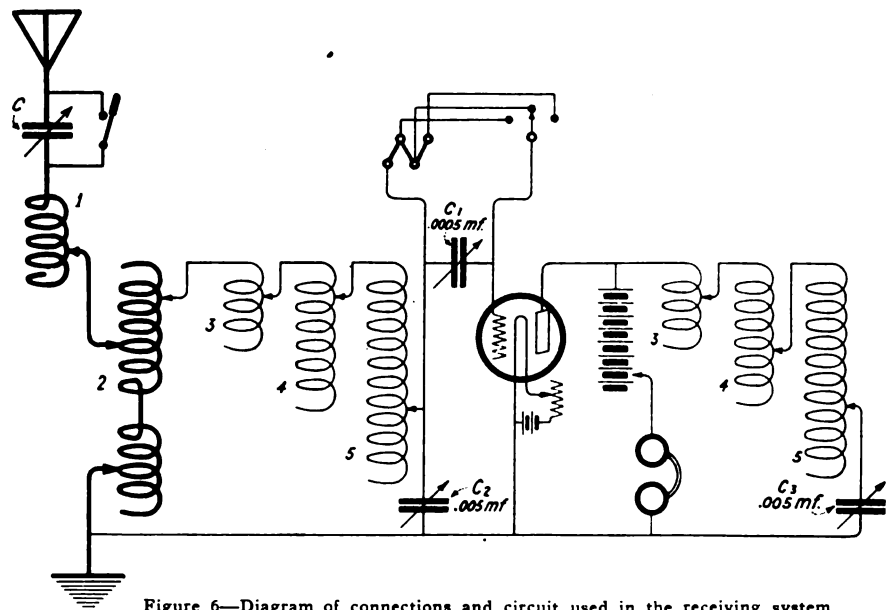 C
1
C1
.0005 mf.
2
3
4
5
C2
.005 mf.
3
4
5
C3
.005 mf.
Figure 6—Diagram of connections and circuit used in the receiving system